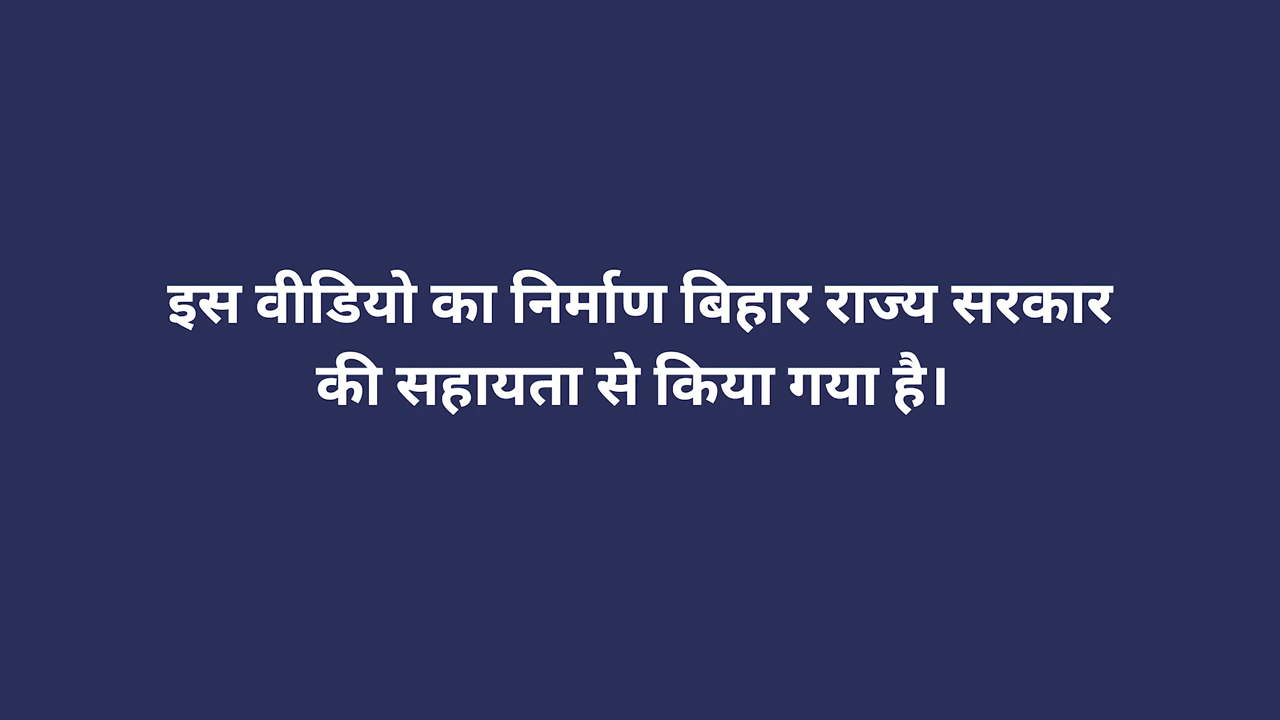 इस वीडियो का निर्माण बिहार राज्य सरकार
की सहायता से किया गया है।